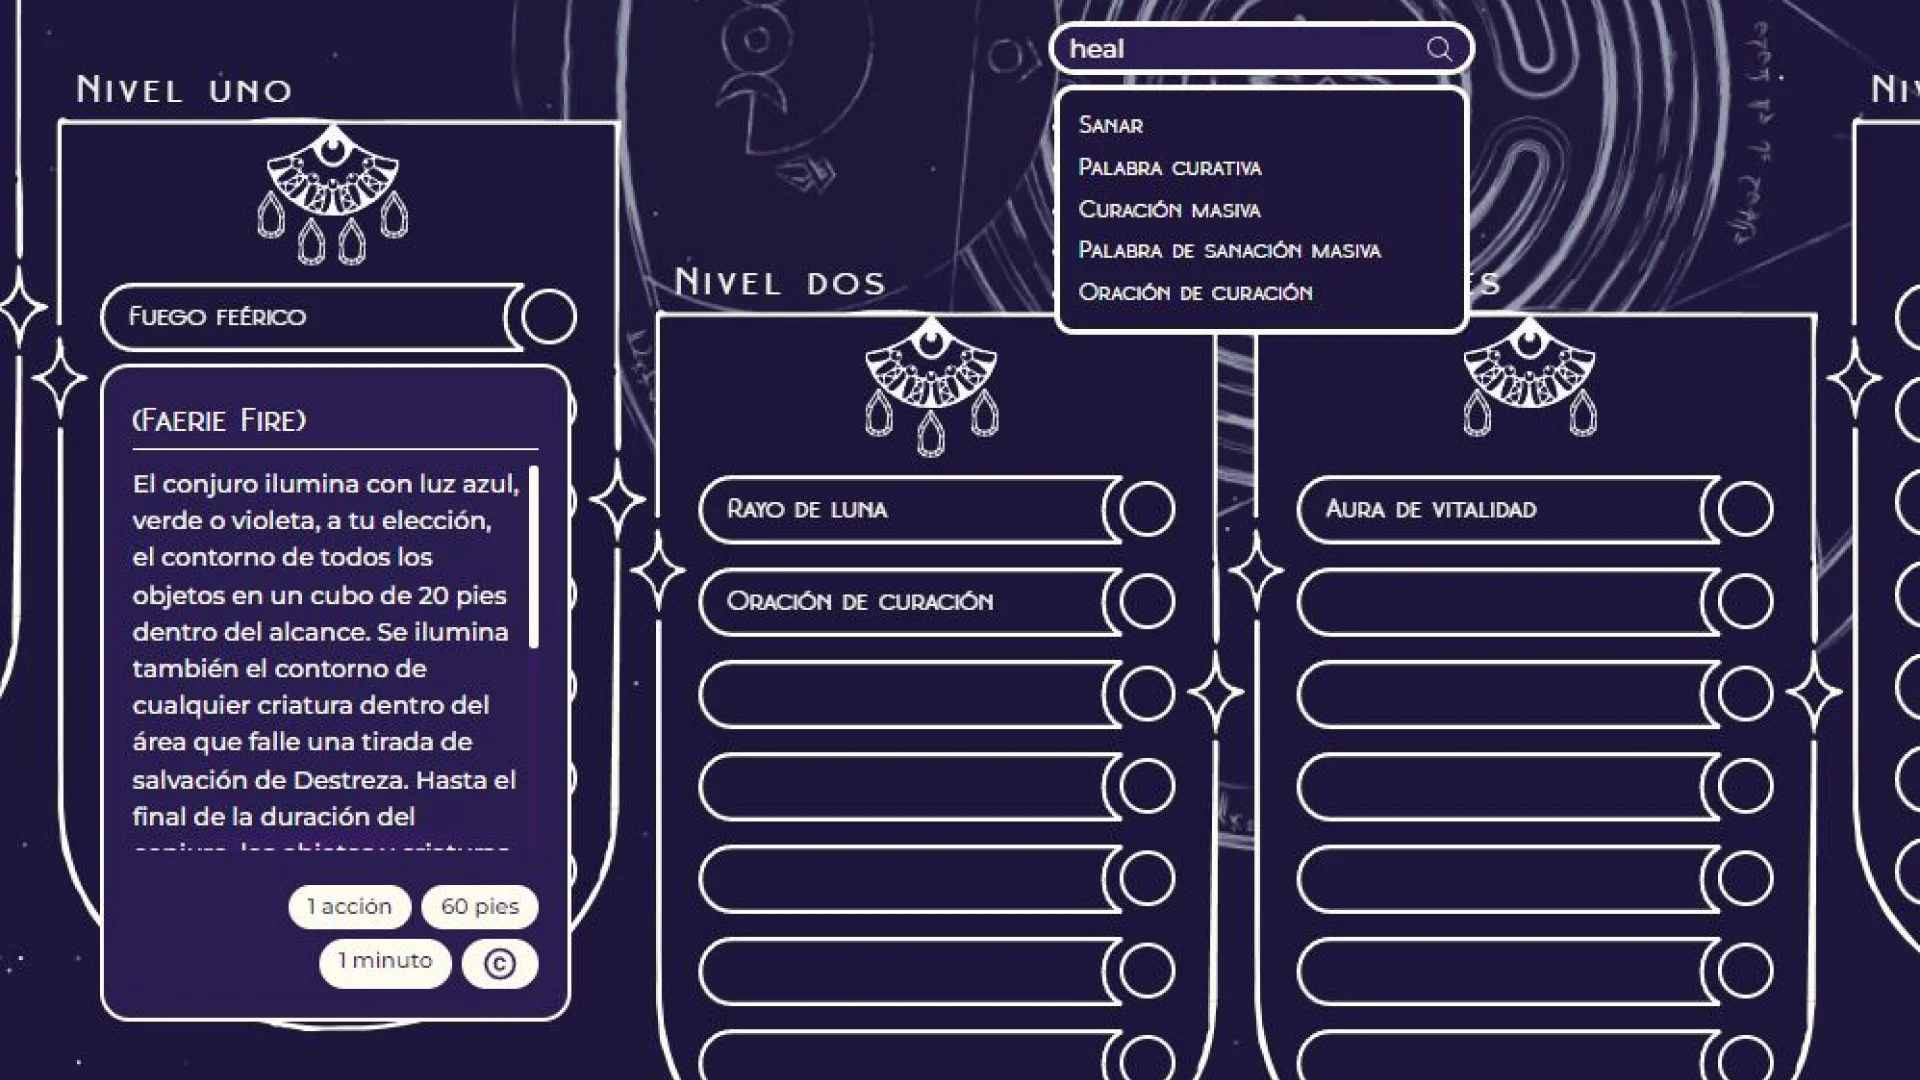 heal
Sanar
Palabra curativa
Curación masiva
Palabra de sanación masiva
Oración de curación
Nivel uno
Fuego feérico
(Faerie Fire)
El conjuro ilumina con luz azul,
verde o violeta, a tu elección,
el contorno de todos los
objetos en un cubo de 20 pies
dentro del alcance. Se ilumina
también el contorno de
cualquier criatura dentro del
área que falle una tirada de
salvación de Destreza. Hasta el
final de la duración del
1 acción
60 pies
1 minuto
©
Nivel dos
Rayo de luna
Oración de curación
Aura de vitalidad